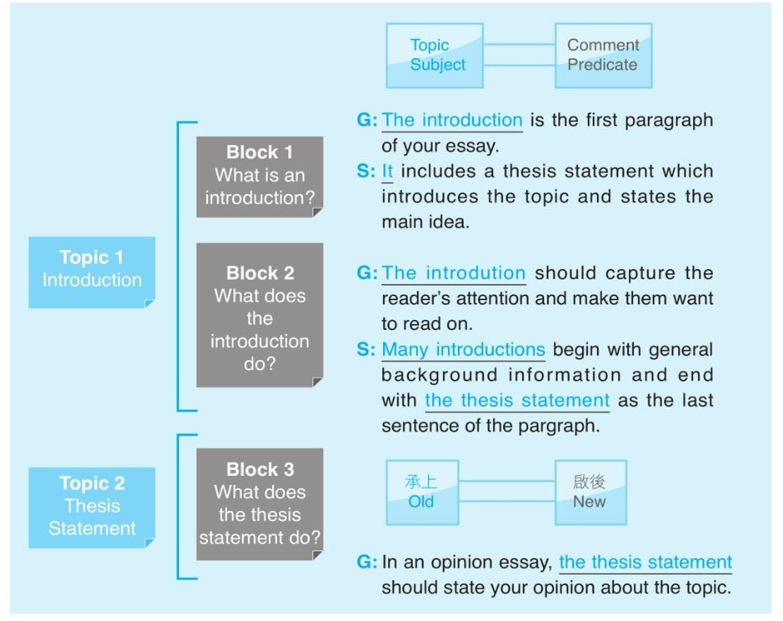 Topic
Subject
Comment
Predicate
Topic 1
Introduction
Block 1
What is an
introduction?
G: The introduction is the first paragraph
of your essay.
S: It includes a thesis statement which
introduces the topic and states the
main idea.
Block 2
What does
the
introduction
do?
G: The introdution should capture the
reader's attention and make them want
to read on.
S: Many introductions begin with general
background information and end
with the thesis statement as the last
sentence of the pargraph.
Topic 2
Thesis
Statement
Block 3
What does
the thesis
statement do?
承上
Old
啟後
New
G: In an opinion essay, the thesis statement
should state your opinion about the topic.